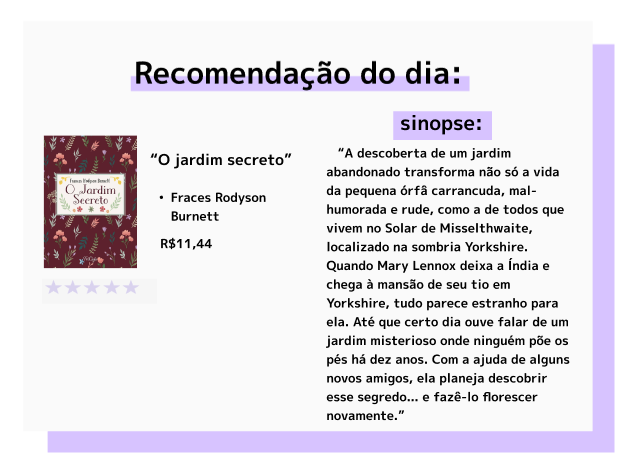 Recomendação do dia:
sinopse:
“O jardim secreto”
• Fraces Rodyson
Burnett
R$11,44
Frances Hodgson Burnett
O Jardim
Secreto
“A descoberta de um jardim
abandonado transforma não só a vida
da pequena órfã carrancuda, mal-
humorada e rude, como a de todos que
vivem no Solar de Misselthwaite,
localizado na sombria Yorkshire.
Quando Mary Lennox deixa a Índia e
chega à mansão de seu tio em
Yorkshire, tudo parece estranho para
ela. Até que certo dia ouve falar de um
jardim misterioso onde ninguém põe os
pés há dez anos. Com a ajuda de alguns
novos amigos, ela planeja descobrir
esse segredo... e fazê-lo florescer
novamente.”